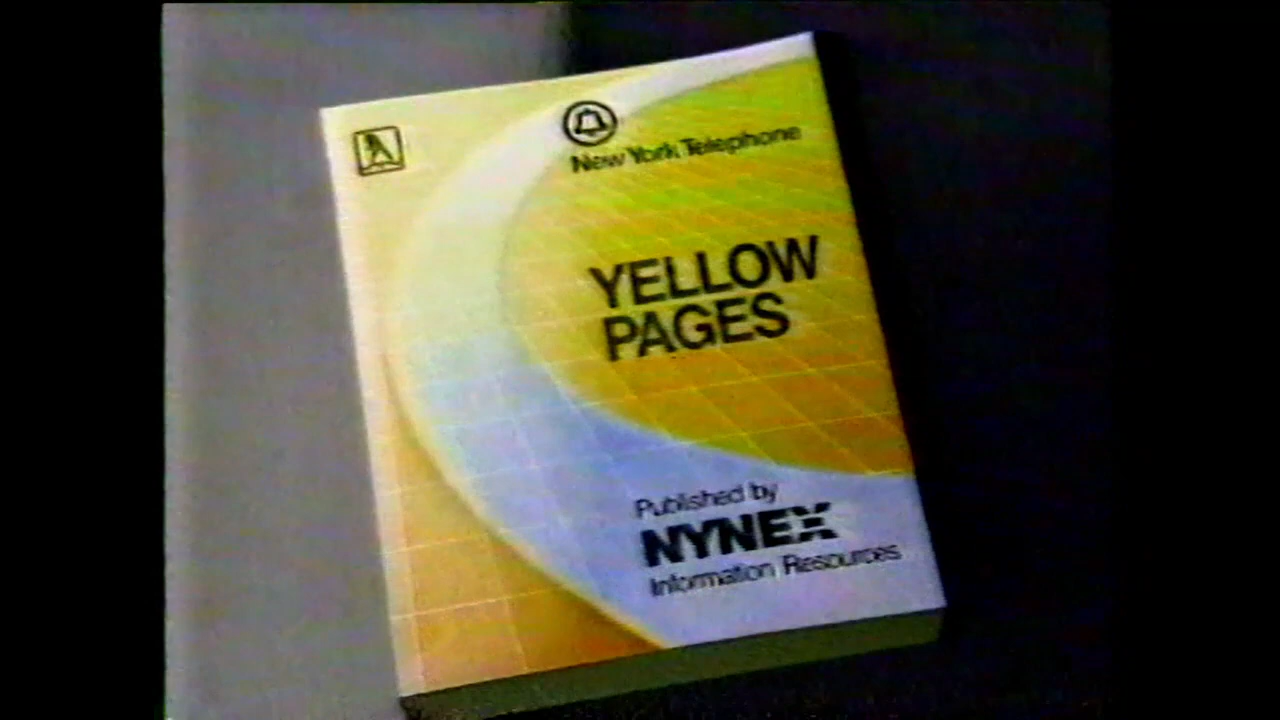 New York Telephone
YELLOW
PAGES
Published by
NYNEX
Information Resources